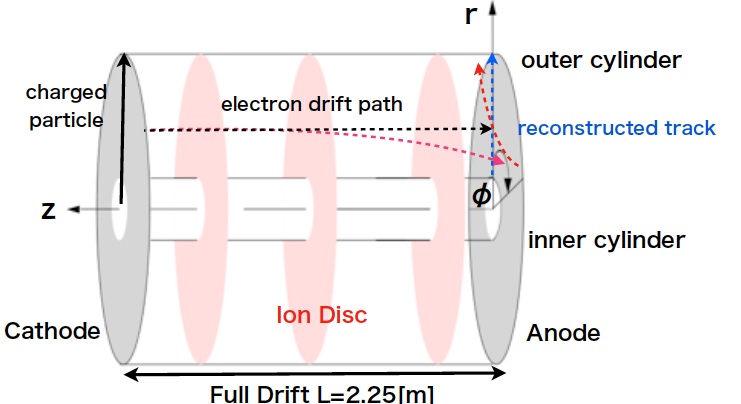 r
outer cylinder
charged
particle
electron drift path
reconstructed track
ϕ
z
inner cylinder
Ion Disc
Cathode
Anode
Full Drift L=2.25[m]